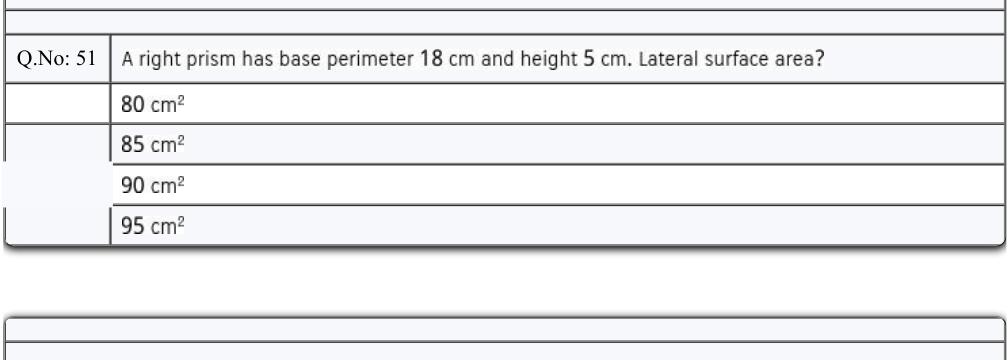 Q.No: 51 A right prism has base perimeter 18 cm and height 5 cm. Lateral surface area?
80 cm²
85 cm²
90 cm²
95 cm²